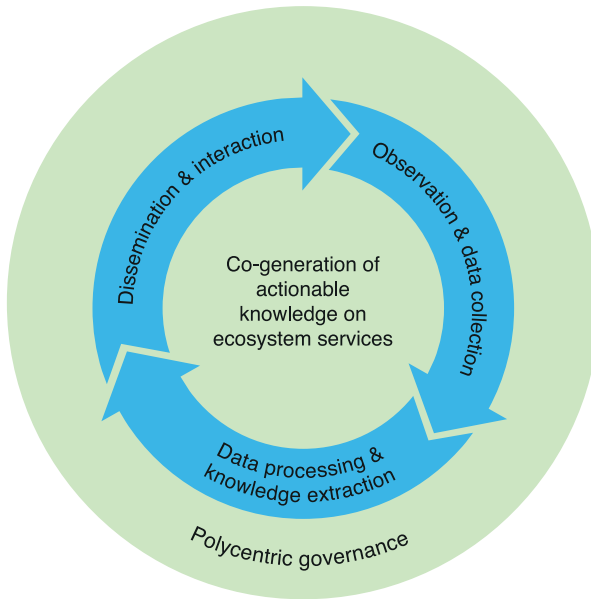 Dissemination & interaction
Observation & data collection
Co-generation of
actionable
knowledge on
ecosystem services
Data processing &
knowledge extraction
Polycentric governance